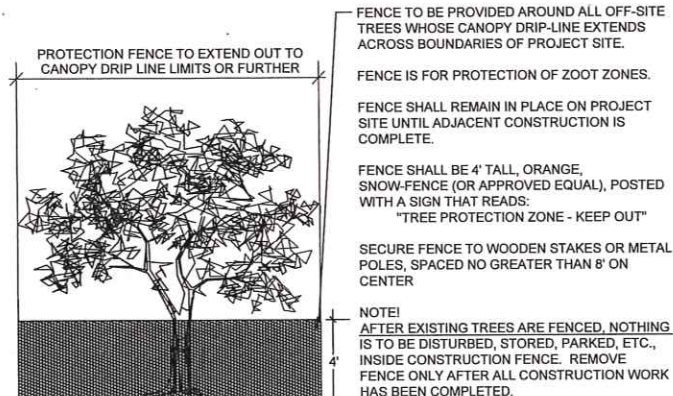 PROTECTION FENCE TO EXTEND OUT TO
CANOPY DRIP LINE LIMITS OR FURTHER
FENCE TO BE PROVIDED AROUND ALL OFF-SITE
TREES WHOSE CANOPY DRIP-LINE EXTENDS
ACROSS BOUNDARIES OF PROJECT SITE.
FENCE IS FOR PROTECTION OF ZOOT ZONES.
FENCE SHALL REMAIN IN PLACE ON PROJECT
SITE UNTIL ADJACENT CONSTRUCTION IS
COMPLETE.
FENCE SHALL BE 4' TALL, ORANGE,
SNOW-FENCE (OR APPROVED EQUAL), POSTED
WITH A SIGN THAT READS:
"TREE PROTECTION ZONE - KEEP OUT"
SECURE FENCE TO WOODEN STAKES OR METAL
POLES, SPACED NO GREATER THAN 8' ON
CENTER
NOTE!
AFTER EXISTING TREES ARE FENCED, NOTHING
IS TO BE DISTURBED, STORED, PARKED, ETC.,
INSIDE CONSTRUCTION FENCE. REMOVE
FENCE ONLY AFTER ALL CONSTRUCTION WORK
HAS BEEN COMPLETED.
4'